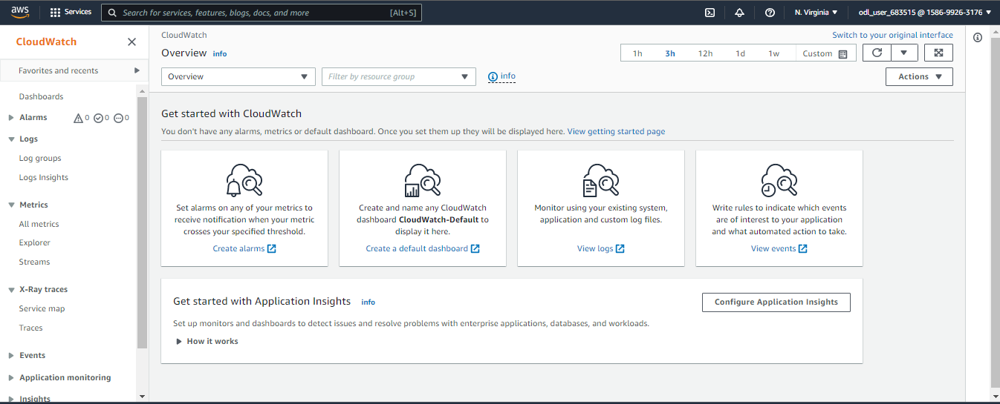 aws
Services
Search for services, features, blogs, docs, and more
[Alt+S]
N. Virginia
odl_user_683515 @ 1586-9926-3176
CloudWatch
Favorites and recents
Dashboards
Alarms
0
0
0
Logs
Log groups
Logs Insights
Metrics
All metrics
Explorer
Streams
X-Ray traces
Service map
Traces
Events
Application monitoring
Insights
CloudWatch
Switch to your original interface
Overview info
1h 3h 12h 1d 1w Custom
Overview
Filter by resource group
info
Actions
Get started with CloudWatch
You don't have any alarms, metrics or default dashboard. Once you set them up they will be displayed here. View getting started page
Set alarms on any of your metrics to
receive notification when your metric
crosses your specified threshold.
Create alarms
Create and name any CloudWatch
dashboard CloudWatch-Default to
display it here.
Create a default dashboard
Monitor using your existing system,
application and custom log files.
View logs
Write rules to indicate which events
are of interest to your application
and what automated action to take.
View events
Get started with Application Insights info
Configure Application Insights
Set up monitors and dashboards to detect issues and resolve problems with enterprise applications, databases, and workloads.
How it works